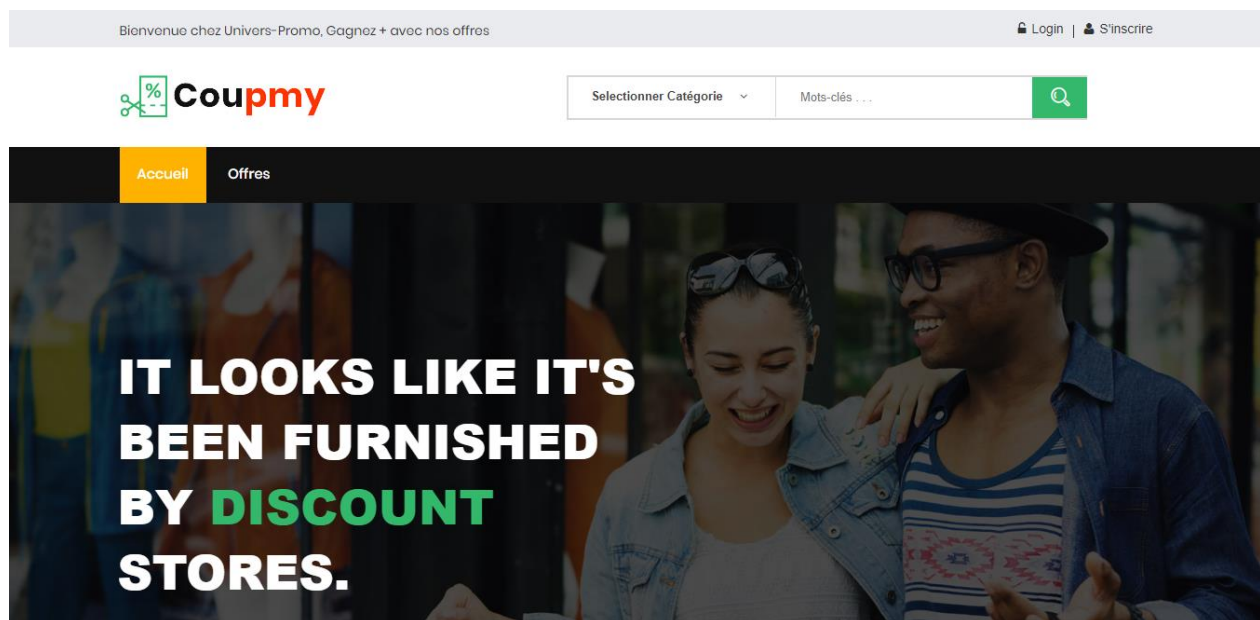 Bienvenue chez Univers-Promo, Gagnez + avec nos offres
Login | S'inscrire
%
Coupmy
Selectionner Catégorie
Mots-clés . . .
Accueil
Offres
IT LOOKS LIKE IT'S
BEEN FURNISHED
BY DISCOUNT
STORES.